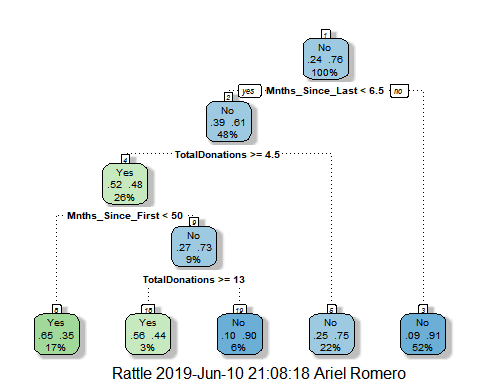 1
No
.24 .76
100%
yes Mnths_Since_Last < 6.5 no
2
No
.39 .61
48%
TotalDonations >= 4.5
4
Yes
.52 .48
26%
Mnths_Since_First < 50
9
No
.27 .73
9%
TotalDonations >= 13
8
Yes
.65 .35
17%
18
Yes
.56 .44
3%
19
No
.10 .90
6%
5
No
.25 .75
22%
3
No
.09 .91
52%
Rattle 2019-Jun-10 21:08:18 Ariel Romero